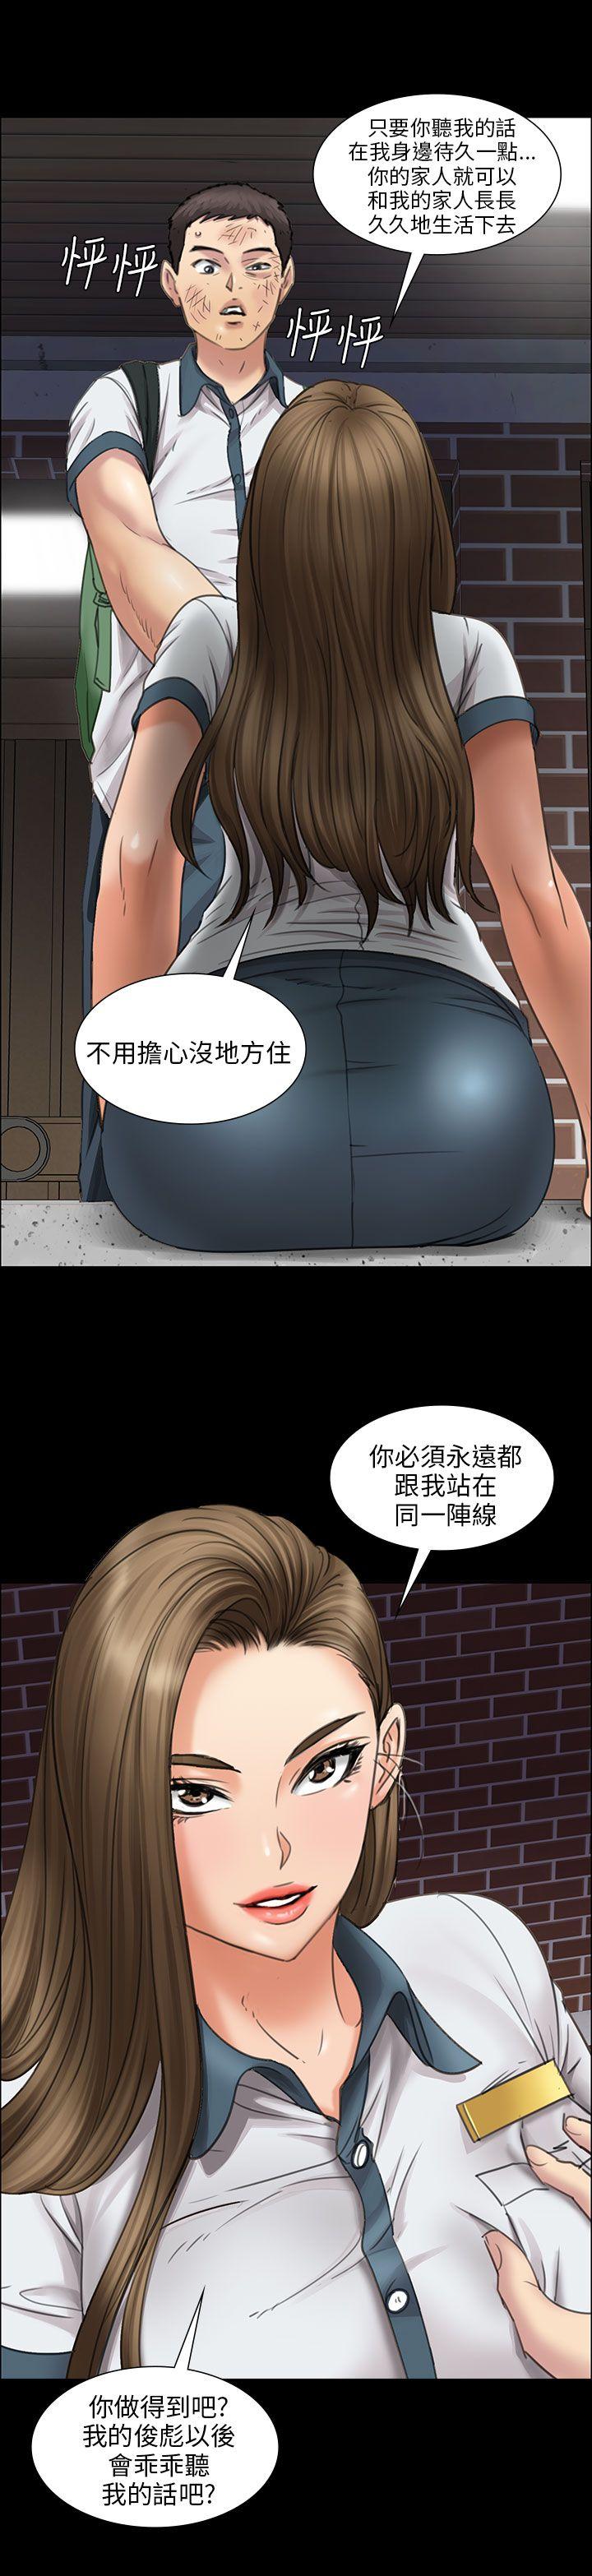 只要你聽我的話
在我身邊待久一點...
你的家人就可以
和我的家人長長
久久地生活下去
怦怦
怦怦
不用擔心沒地方住
你必須永遠都
跟我站在
同一陣線
你做得到吧?
我的俊彪以後
會乖乖聽
我的話吧?